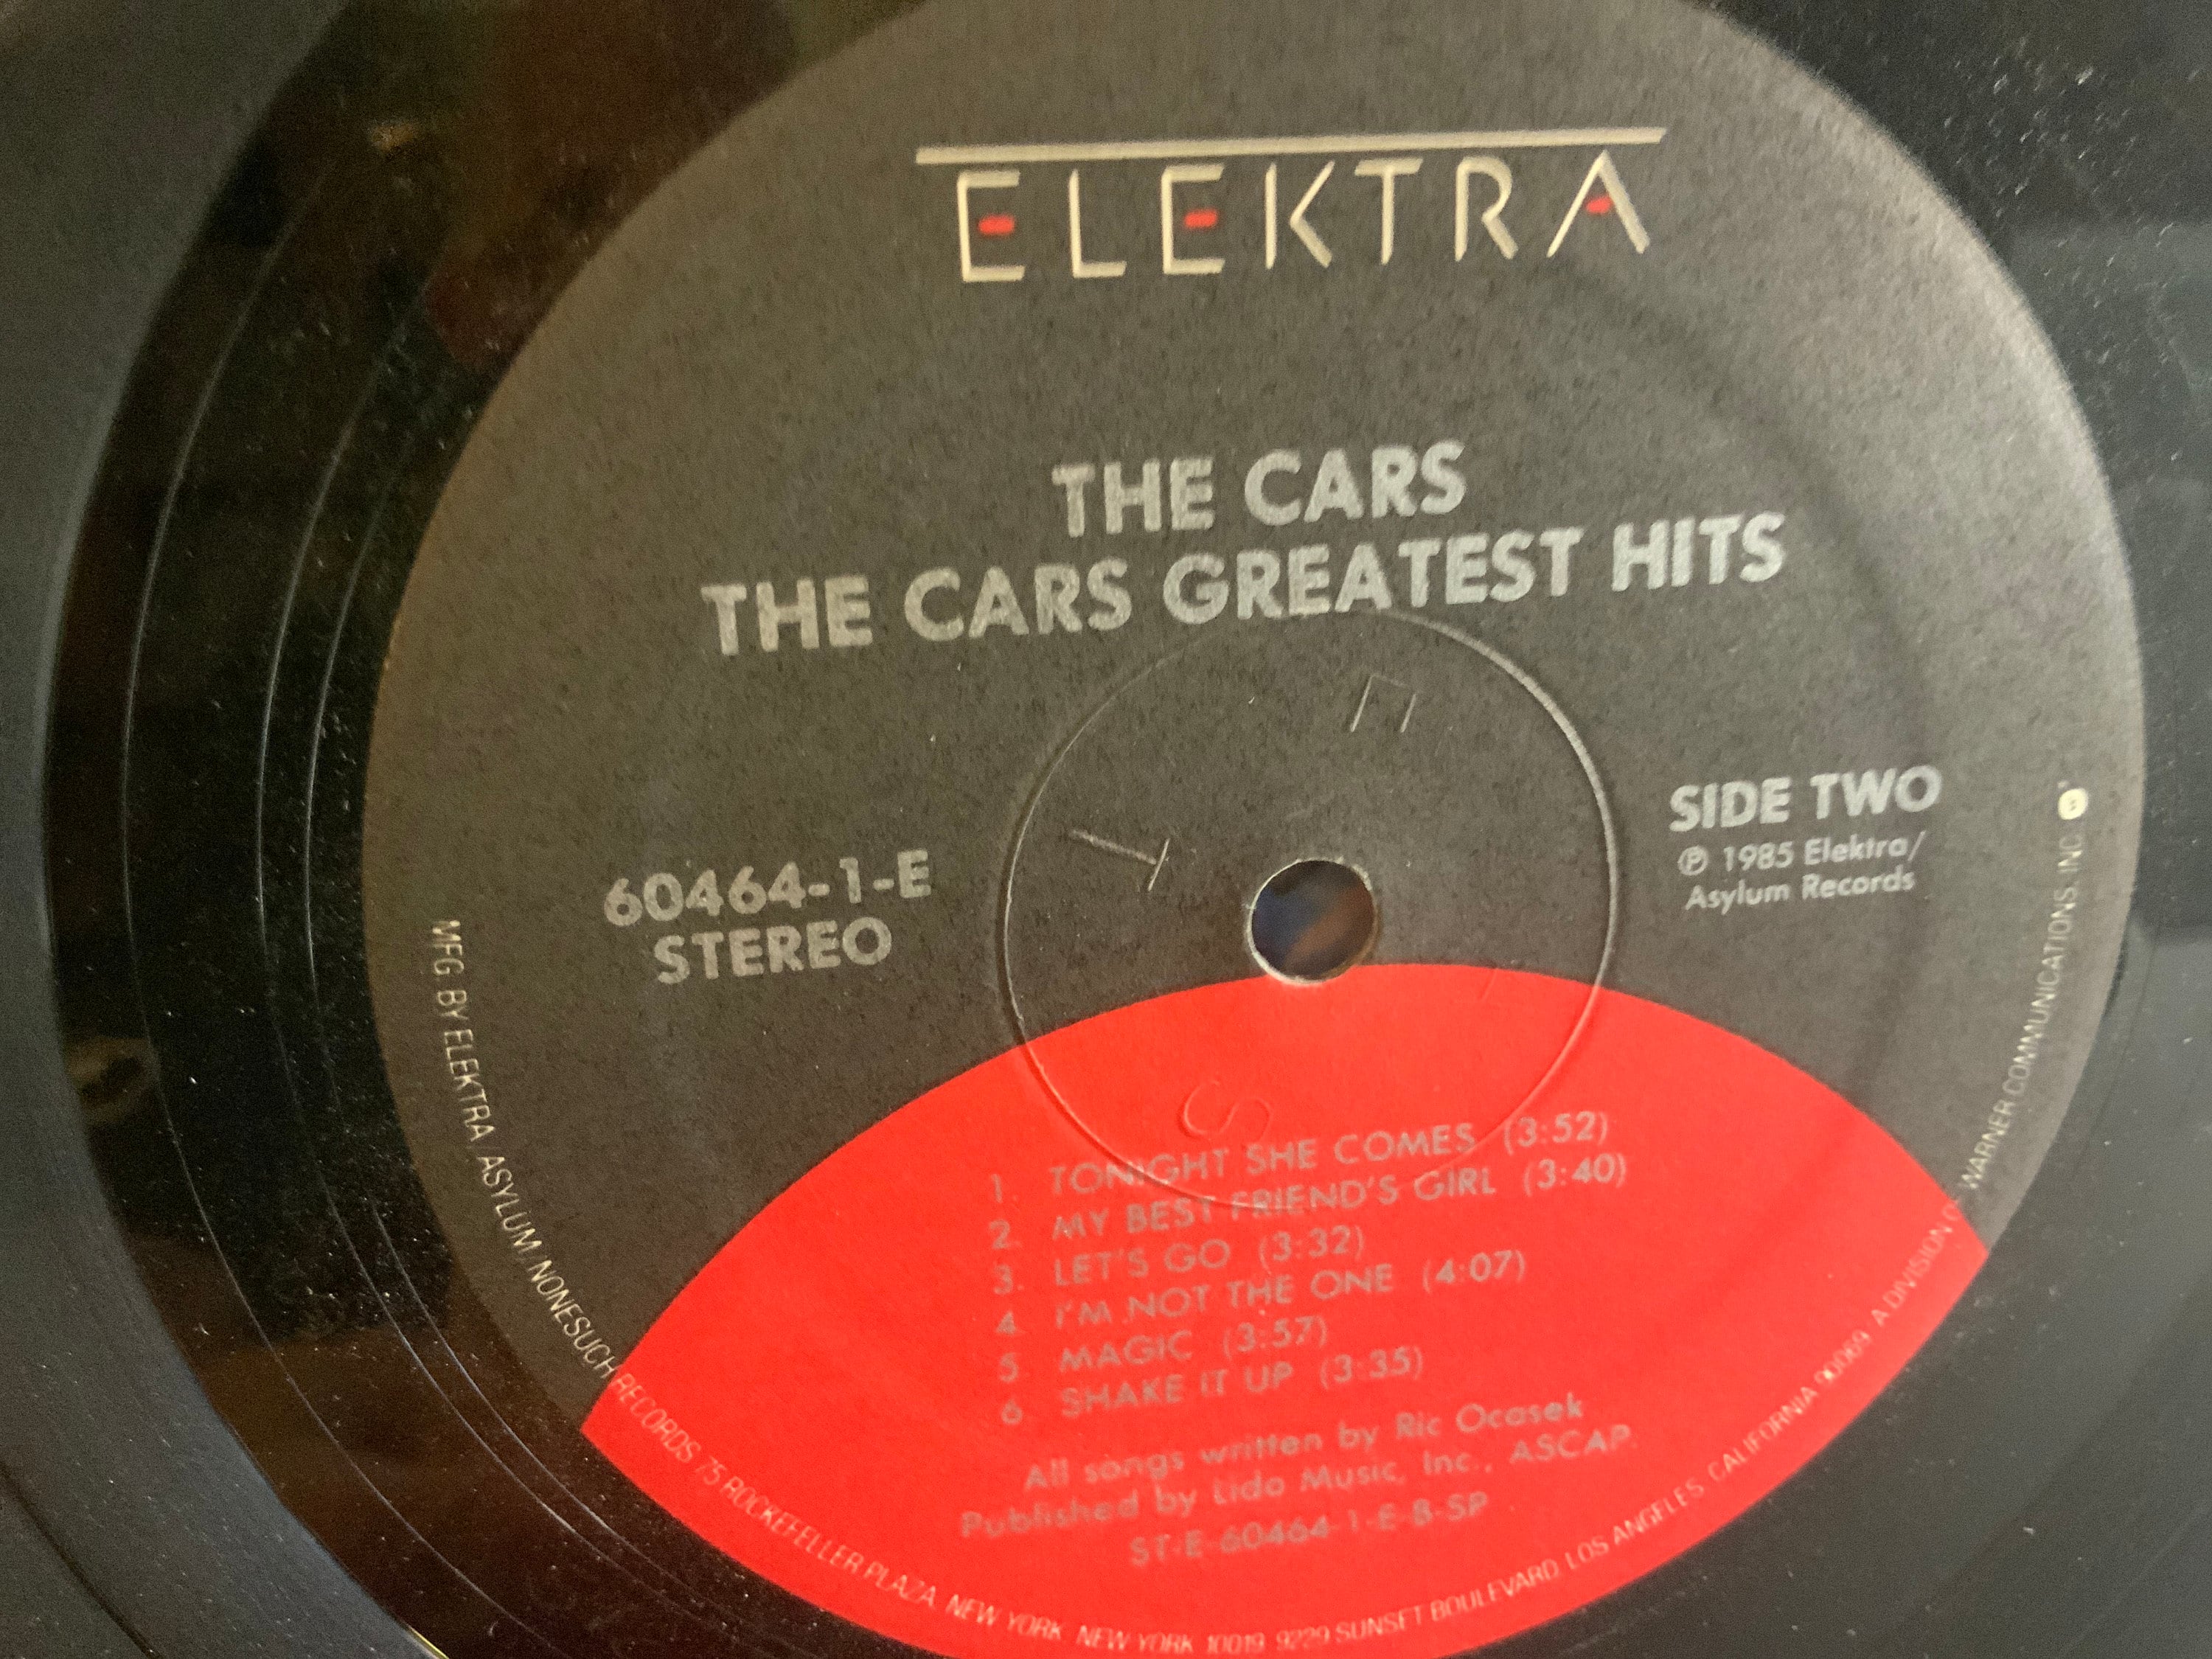 ELEKTRA
THE CARS
THE CARS GREATEST HITS
60464-1-E
STEREO
SIDE TWO
℗ 1985 Elektra/
Asylum Records
1. TONIGHT SHE COMES (3:52)
2. MY BEST FRIEND'S GIRL (3:40)
3. LET'S GO (3:32)
4. I'M NOT THE ONE (4:07)
5. MAGIC (3:57)
6. SHAKE IT UP (3:35)
All songs written by Ric Ocasek
Published by Lido Music, Inc., ASCAP.
ST-E-60464-1-E-B-SP
MFG. BY ELEKTRA/ASYLUM/NONESUCH RECORDS, 75 ROCKEFELLER PLAZA, NEW YORK, NEW YORK 10019. 9229 SUNSET BOULEVARD, LOS ANGELES, CALIFORNIA 90069. A DIVISION OF WARNER COMMUNICATIONS, INC.